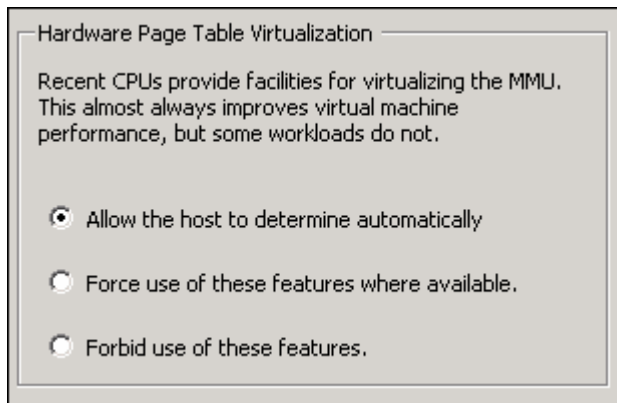 Hardware Page Table Virtualization
Recent CPUs provide facilities for virtualizing the MMU.
This almost always improves virtual machine
performance, but some workloads do not.
Allow the host to determine automatically
Force use of these features where available.
Forbid use of these features.